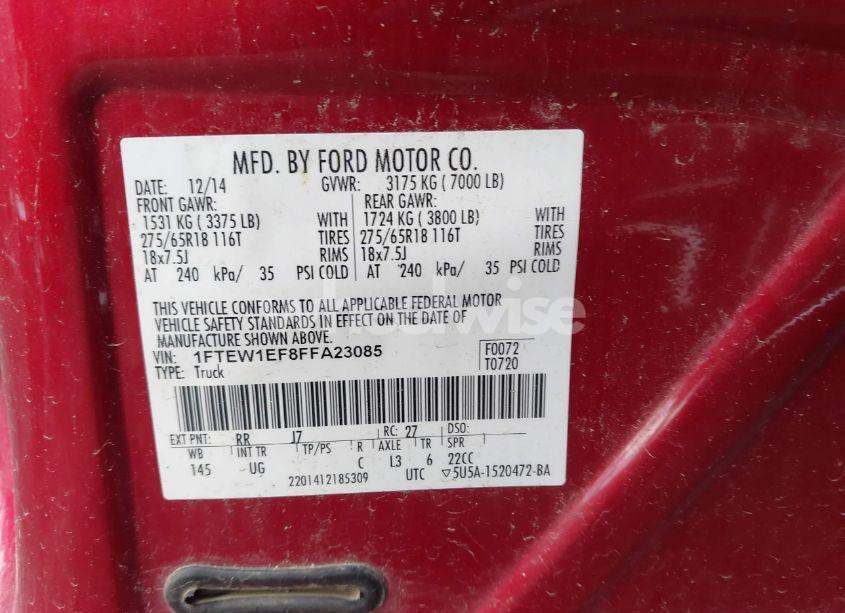 MFD. BY FORD MOTOR CO.
DATE: 12/14 GVWR: 3175 KG ( 7000 LB)
FRONT GAWR: REAR GAWR:
1531 KG ( 3375 LB) WITH 1724 KG ( 3800 LB) WITH
275/65R18 116T TIRES 275/65R18 116T TIRES
18x7.5J RIMS 18x7.5J RIMS
AT 240 kPa/ 35 PSI COLD AT 240 kPa/ 35 PSI COLD
THIS VEHICLE CONFORMS TO ALL APPLICABLE FEDERAL MOTOR
VEHICLE SAFETY STANDARDS IN EFFECT ON THE DATE OF
MANUFACTURE SHOWN ABOVE.
VIN: 1FTEW1EF8FFA23085 F0072
TYPE: Truck T0720
EXT PNT: RR J7 RC: 27 DSO:
WB INT TR TP/PS R AXLE TR SPR
145 UG C L3 6 22CC
2201412185309 UTC ▽5U5A-1520472-BA